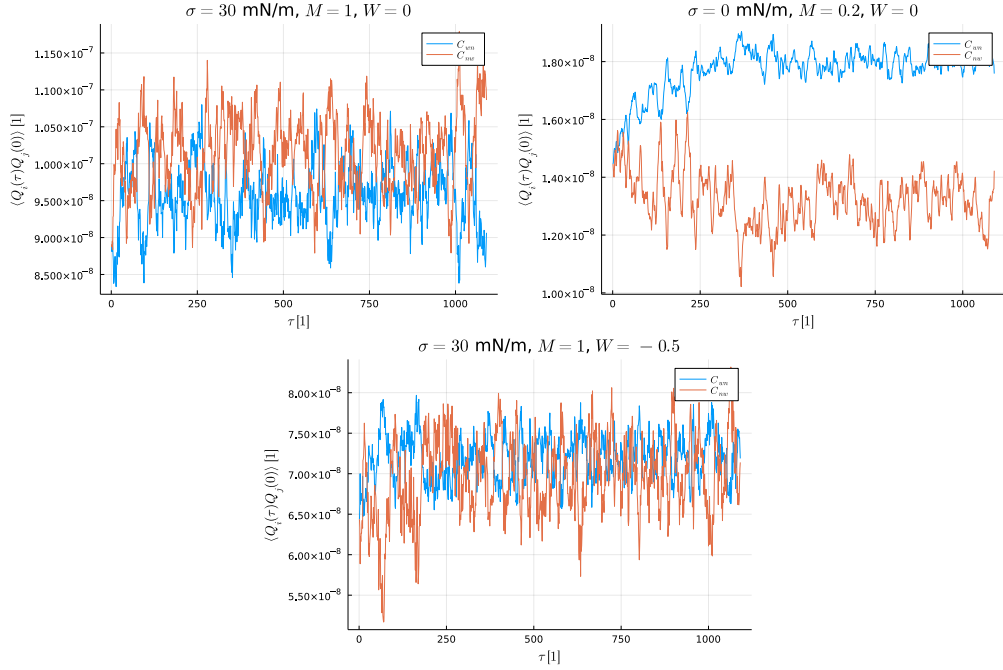 σ = 30 mN/m, M = 1, W = 0
⟨Q_i(τ)Q_j(0)⟩ [1]
1.150×10⁻⁷
1.100×10⁻⁷
1.050×10⁻⁷
1.000×10⁻⁷
9.500×10⁻⁸
9.000×10⁻⁸
8.500×10⁻⁸
0 250 500 750 1000
τ[1]
C_wn
C_nw
σ = 0 mN/m, M = 0.2, W = 0
⟨Q_i(τ)Q_j(0)⟩ [1]
1.80×10⁻⁸
1.60×10⁻⁸
1.40×10⁻⁸
1.20×10⁻⁸
1.00×10⁻⁸
0 250 500 750 1000
τ[1]
C_wn
C_nw
σ = 30 mN/m, M = 1, W = − 0.5
⟨Q_i(τ)Q_j(0)⟩ [1]
8.00×10⁻⁸
7.50×10⁻⁸
7.00×10⁻⁸
6.50×10⁻⁸
6.00×10⁻⁸
5.50×10⁻⁸
0 250 500 750 1000
τ[1]
C_wn
C_nw